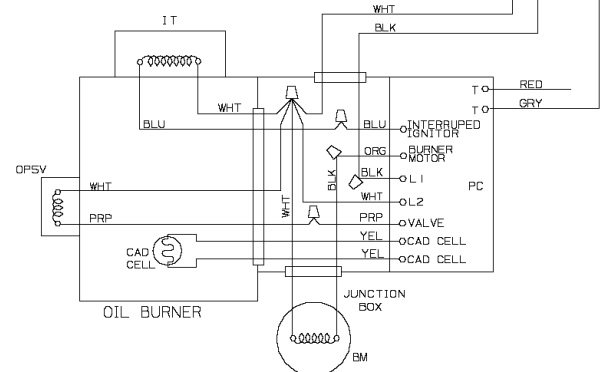 WHT
IT
BLK
T
RED
WHT
T
GRY
BLU
BLU
INTERRUPED
IGNITOR
ORG
BURNER
MOTOR
OPSV
BLK
BLK
L1
PC
WHT
WHT
WHT
L2
PRP
PRP
VALVE
YEL
CAD CELL
CAD
CELL
YEL
CAD CELL
JUNCTION
BOX
OIL BURNER
BM